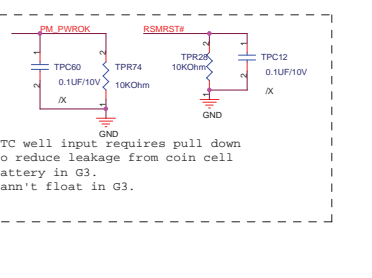 PM_PWROK RSMRST#
1 2 2 1
TPC60 TPR74 TPR28 TPC12
0.1UF/10V 10KOhm 10KOhm 0.1UF/10V
2 1 1 2
/X /X
GND GND
TC well input requires pull down
o reduce leakage from coin cell
attery in G3.
ann't float in G3.